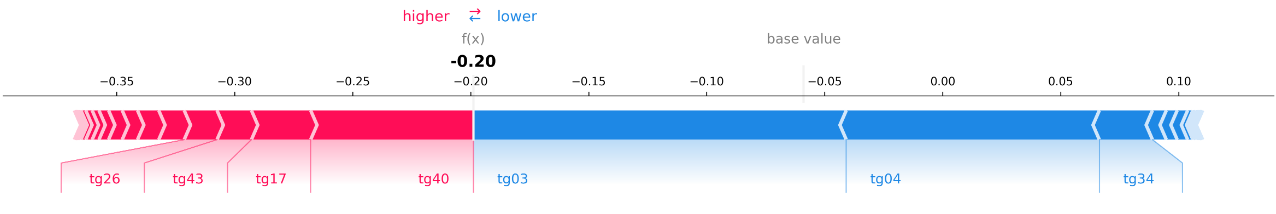 higher ⇄ lower
f(x) base value
-0.20
−0.35 −0.30 −0.25 −0.20 −0.15 −0.10 −0.05 0.00 0.05 0.10
tg26 tg43 tg17 tg40 tg03 tg04 tg34